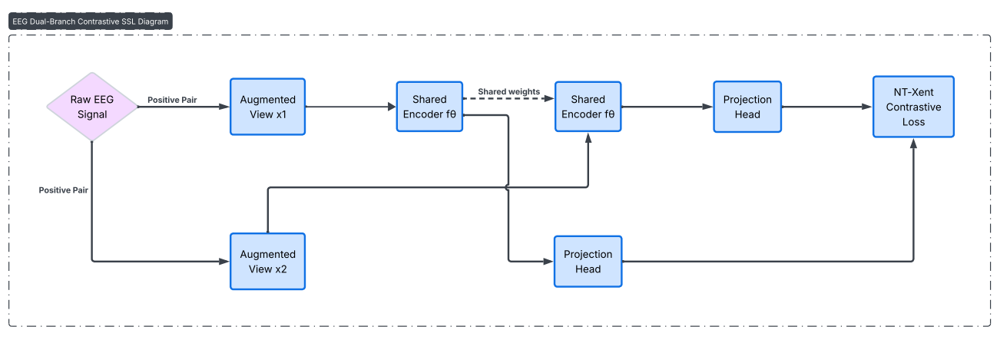 EEG Dual-Branch Contrastive SSL Diagram
Raw EEG
Signal
Positive Pair
Augmented
View x1
Shared
Encoder fθ
Shared weights
Shared
Encoder fθ
Projection
Head
NT-Xent
Contrastive
Loss
Positive Pair
Augmented
View x2
Projection
Head